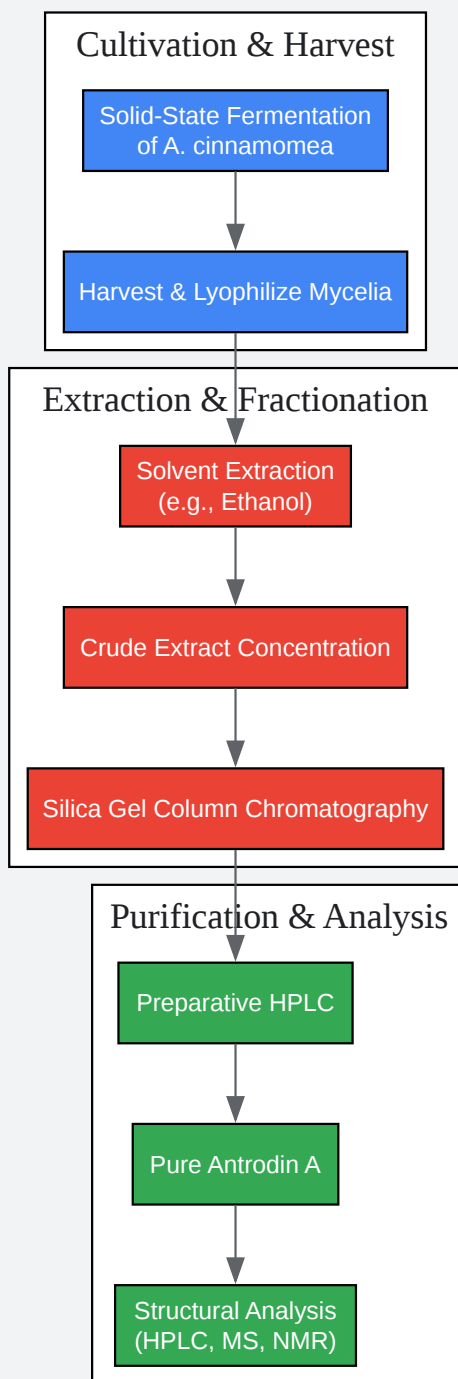 Cultivation & Harvest
Solid-State Fermentation
of A. cinnamomea
Harvest & Lyophilize Mycelia
Extraction & Fractionation
Solvent Extraction
(e.g., Ethanol)
Crude Extract Concentration
Silica Gel Column Chromatography
Purification & Analysis
Preparative HPLC
Pure Antrodin A
Structural Analysis
(HPLC, MS, NMR)